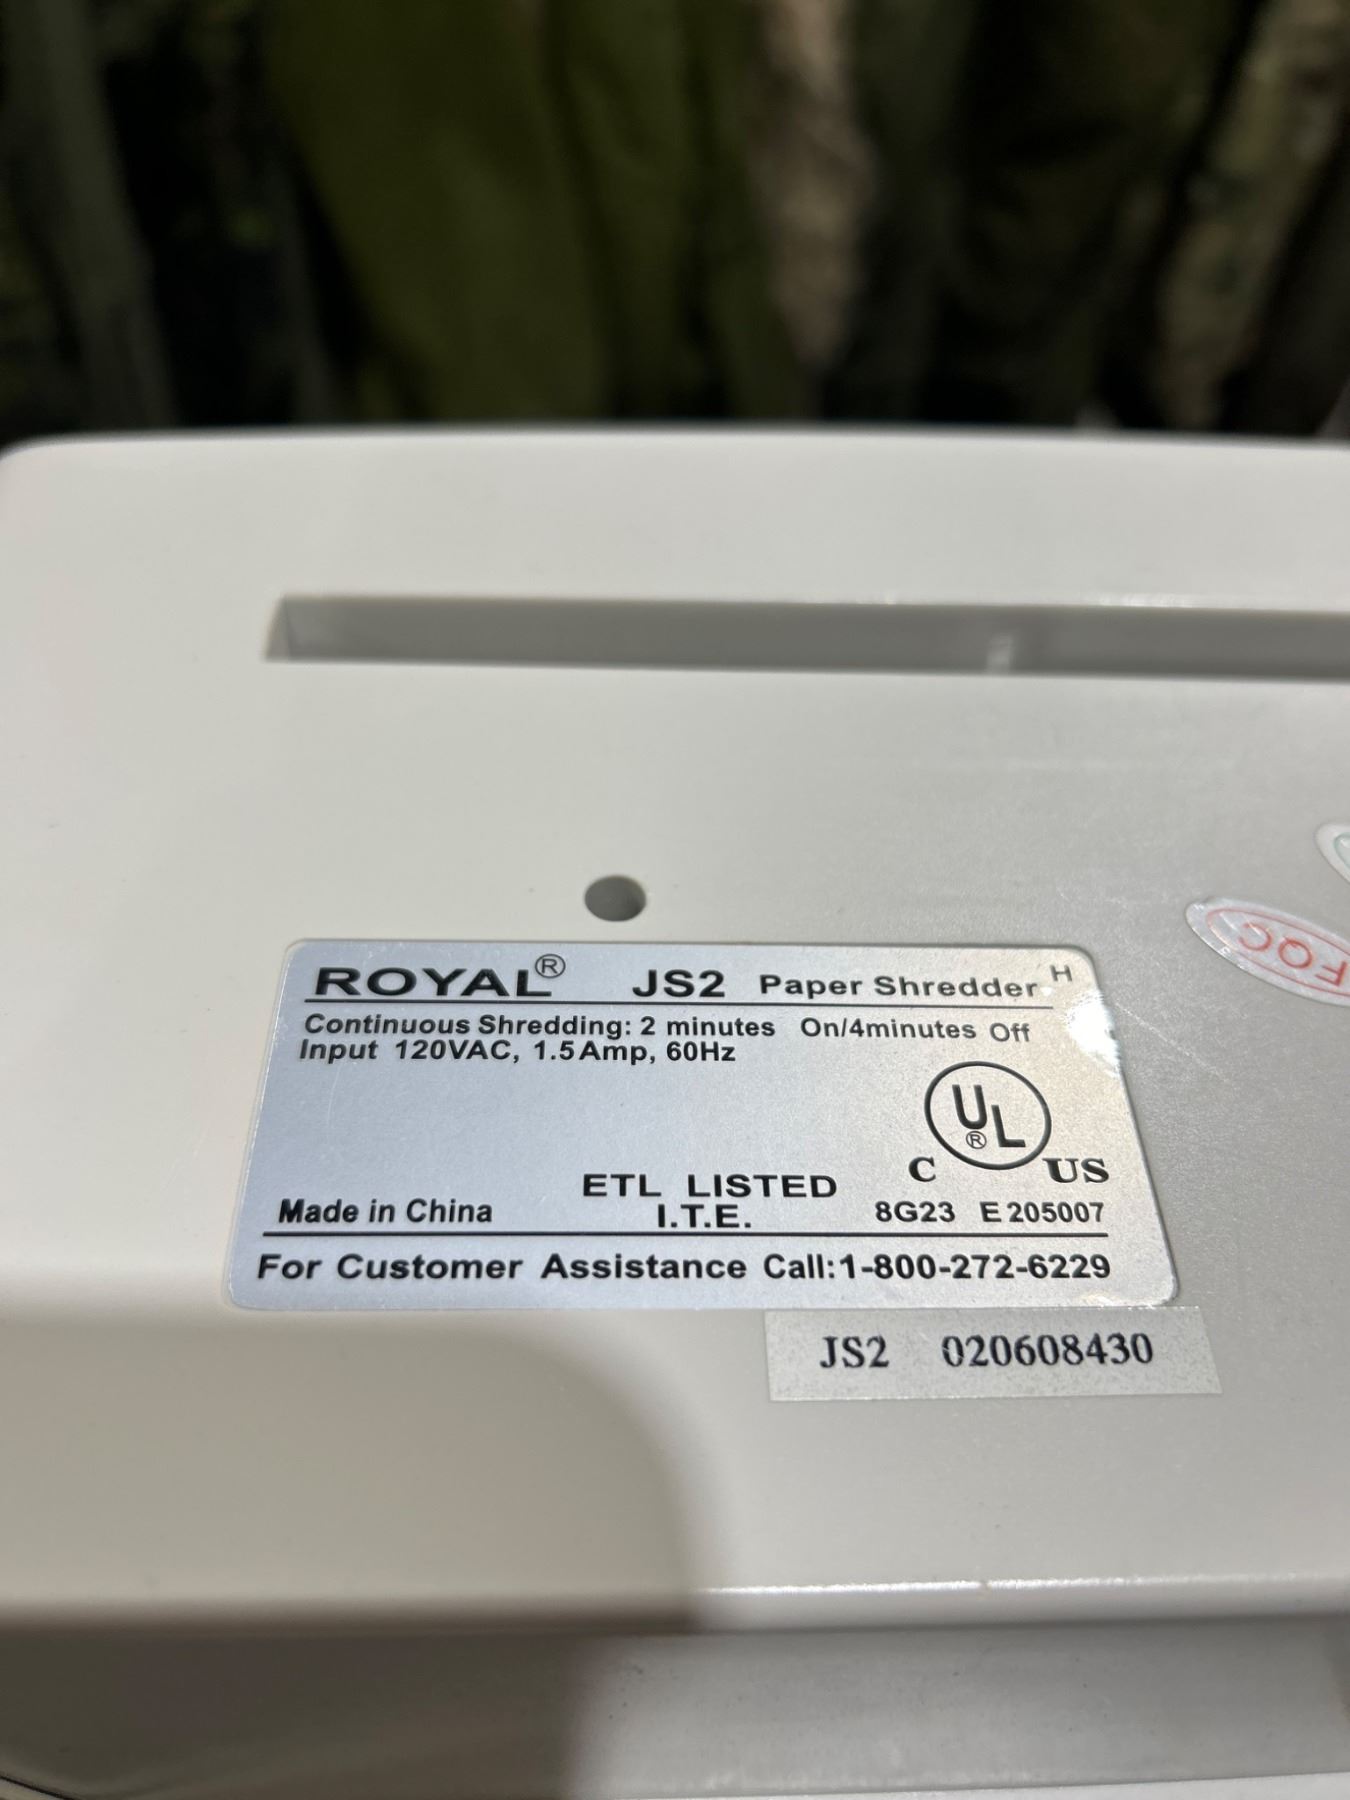 ROYAL® JS2 Paper Shredder H
Continuous Shredding: 2 minutes On/4minutes Off
Input 120VAC, 1.5Amp, 60Hz
UL ®
C US
ETL LISTED
I.T.E.
Made in China
8G23 E205007
For Customer Assistance Call:1-800-272-6229
JS2 020608430
FQC